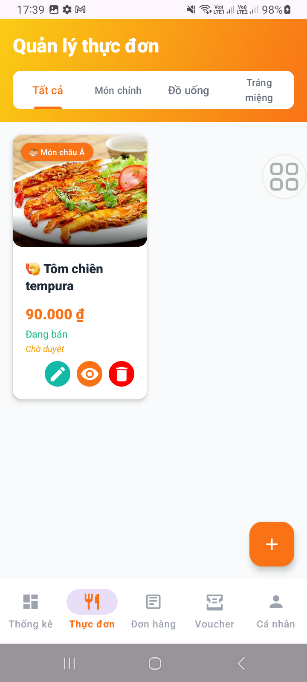 17:39
98%
Quản lý thực đơn
Tất cả
Món chính
Đồ uống
Tráng
miệng
Món châu Á
Tôm chiên
tempura
90.000 ₫
Đang bán
Chờ duyệt
+
Thống kê
Thực đơn
Đơn hàng
Voucher
Cá nhân